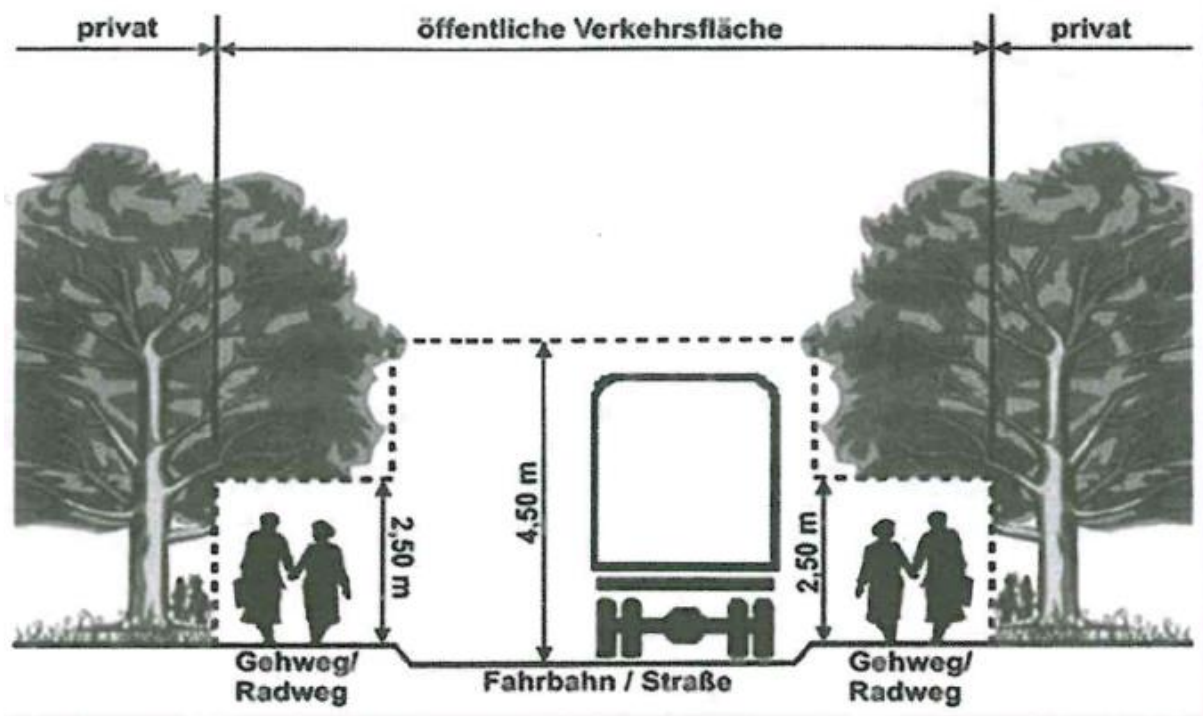 privat
öffentliche Verkehrsfläche
privat
2,50 m
4,50 m
2,50 m
Gehweg/
Radweg
Fahrbahn / Straße
Gehweg/
Radweg